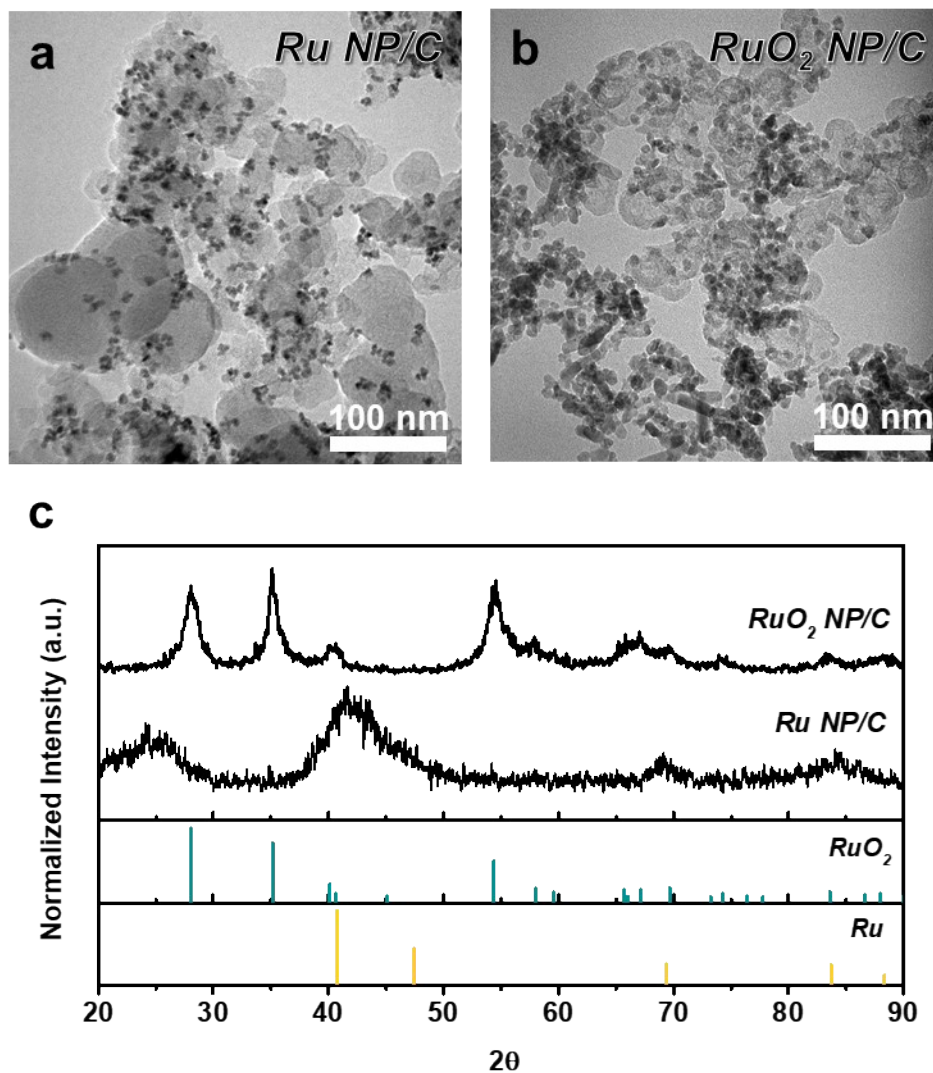 a
Ru NP/C
100 nm
b
RuO₂ NP/C
100 nm
c
Normalized Intensity (a.u.)
RuO₂ NP/C
Ru NP/C
RuO₂
Ru
20 30 40 50 60 70 80 90
2θ